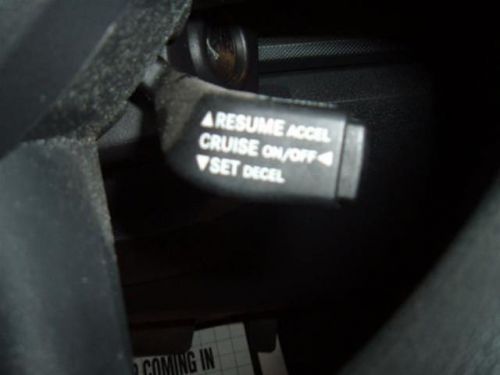 ▲RESUME ACCEL
CRUISE ON/OFF◄
▼SET DECEL
COMING IN